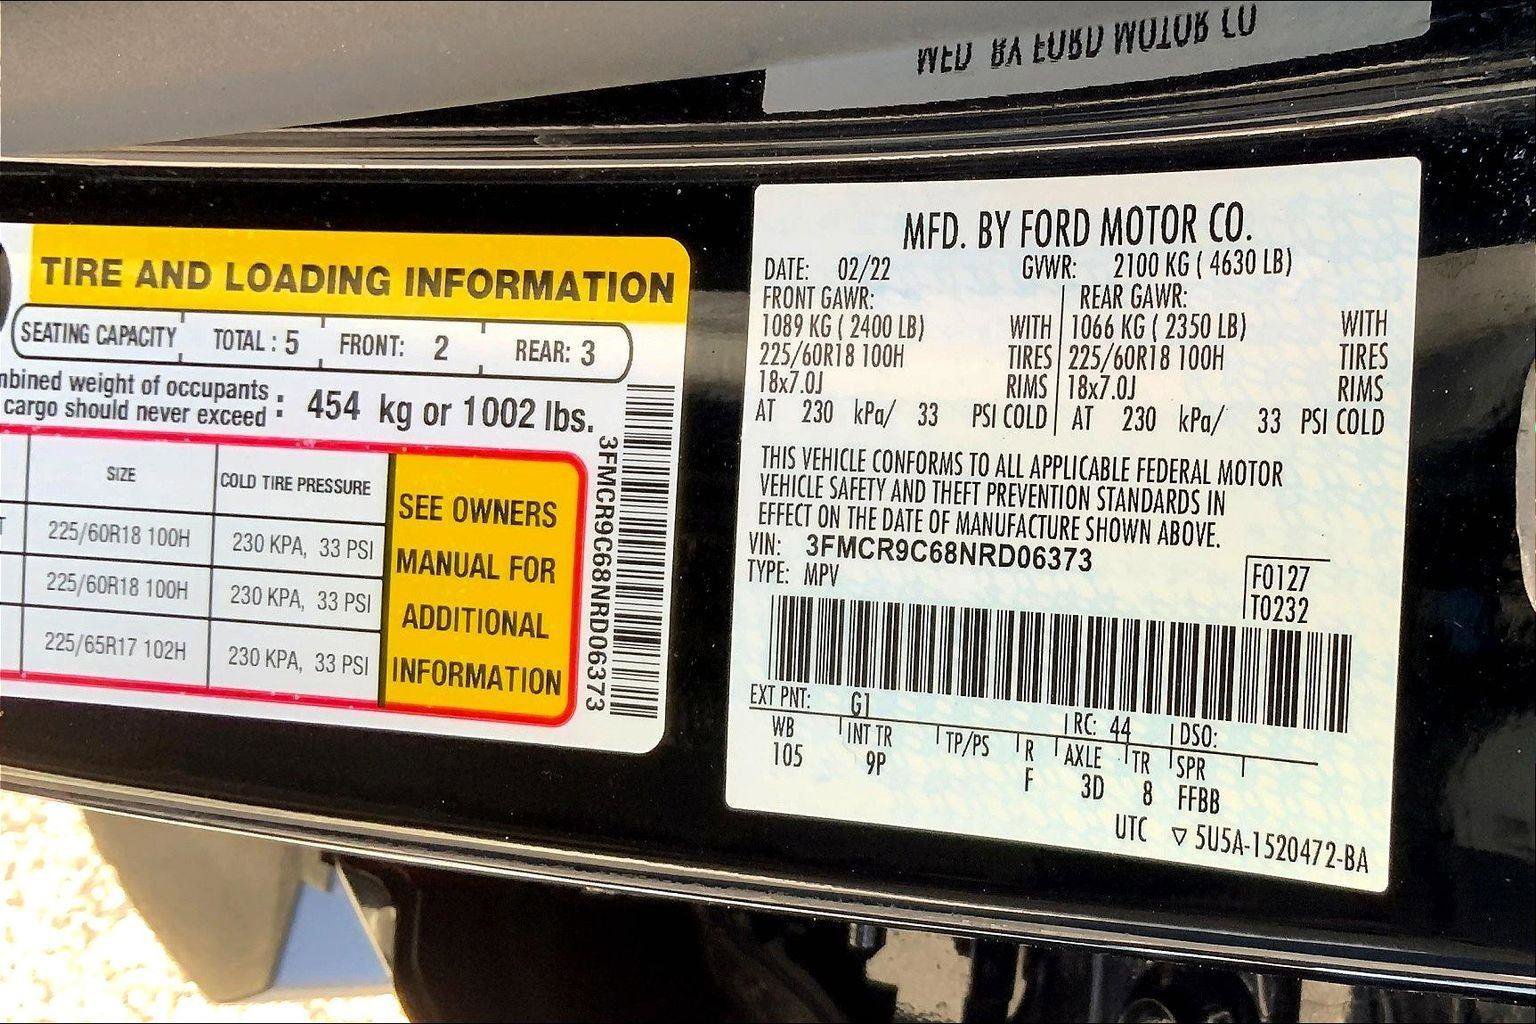 WFD. BY FORD MOTOR CO
TIRE AND LOADING INFORMATION
SEATING CAPACITY TOTAL : 5 FRONT: 2 REAR: 3
mbined weight of occupants
cargo should never exceed : 454 kg or 1002 lbs.
SIZE COLD TIRE PRESSURE
225/60R18 100H 230 KPA, 33 PSI
225/60R18 100H 230 KPA, 33 PSI
225/65R17 102H 230 KPA, 33 PSI
SEE OWNERS
MANUAL FOR
ADDITIONAL
INFORMATION
3FMCR9C68NRD06373
MFD. BY FORD MOTOR CO.
DATE: 02/22 GVWR: 2100 KG ( 4630 LB)
FRONT GAWR: REAR GAWR:
1089 KG ( 2400 LB) WITH 1066 KG ( 2350 LB) WITH
225/60R18 100H TIRES 225/60R18 100H TIRES
18x7.0J RIMS 18x7.0J RIMS
AT 230 kPa/ 33 PSI COLD AT 230 kPa/ 33 PSI COLD
THIS VEHICLE CONFORMS TO ALL APPLICABLE FEDERAL MOTOR
VEHICLE SAFETY AND THEFT PREVENTION STANDARDS IN
EFFECT ON THE DATE OF MANUFACTURE SHOWN ABOVE.
VIN: 3FMCR9C68NRD06373
TYPE: MPV
F0127
T0232
EXT PNT: G1 RC: 44 DSO:
WB INT TR TP/PS R AXLE TR SPR
105 9P F 3D 8 FFBB
UTC ▽ 5U5A-1520472-BA